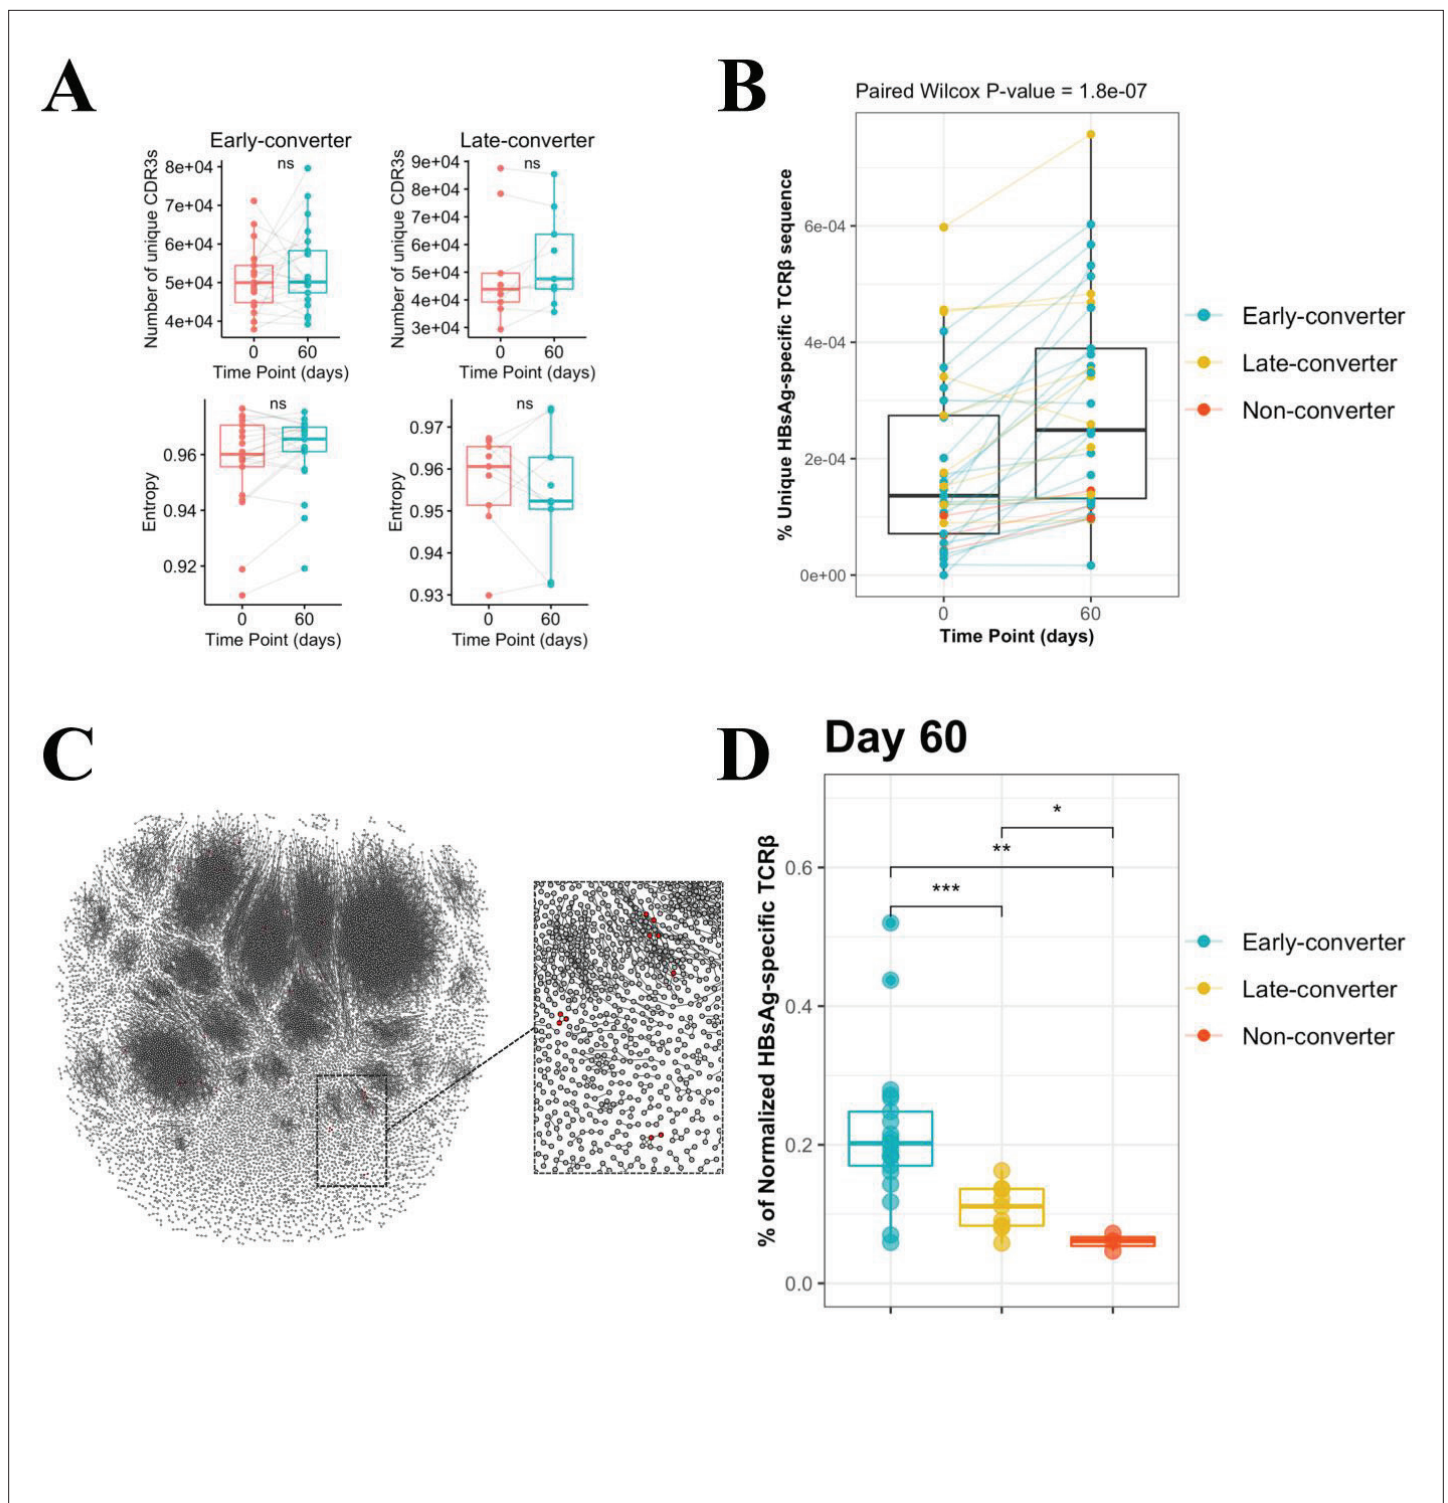 A
Early-converter
Number of unique CDR3s
8e+04
7e+04
6e+04
5e+04
4e+04
ns
0
60
Time Point (days)
Late-converter
Number of unique CDR3s
9e+04
8e+04
7e+04
6e+04
5e+04
4e+04
3e+04
ns
0
60
Time Point (days)
Entropy
0.96
0.94
0.92
ns
0
60
Time Point (days)
Entropy
0.97
0.96
0.95
0.94
0.93
ns
0
60
Time Point (days)
B
Paired Wilcox P-value = 1.8e-07
% Unique HBsAg-specific TCRβ sequence
6e-04
4e-04
2e-04
0e+00
0
60
Time Point (days)
Early-converter
Late-converter
Non-converter
C
D
Day 60
% of Normalized HBsAg-specific TCRβ
0.6
0.4
0.2
0.0
*
**
***
Early-converter
Late-converter
Non-converter